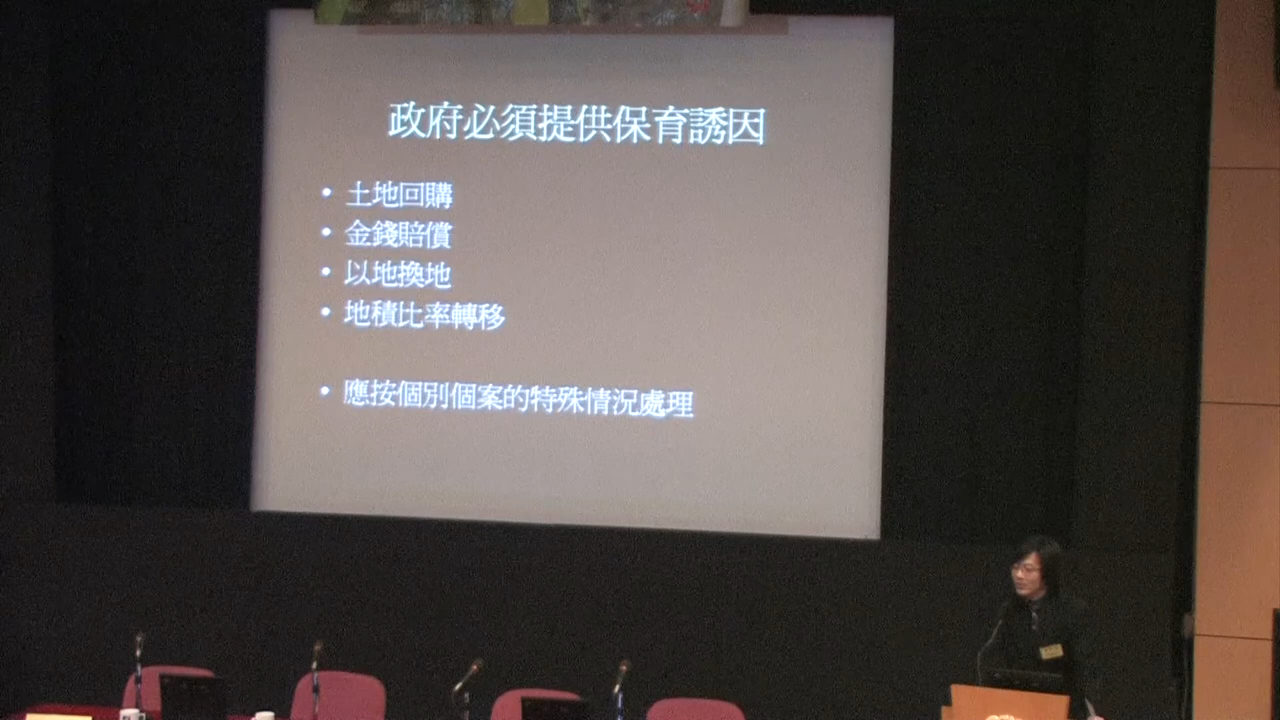 政府必須提供保育誘因
• 土地回購
• 金錢賠償
• 以地換地
• 地積比率轉移
• 應按個別個案的特殊情況處理